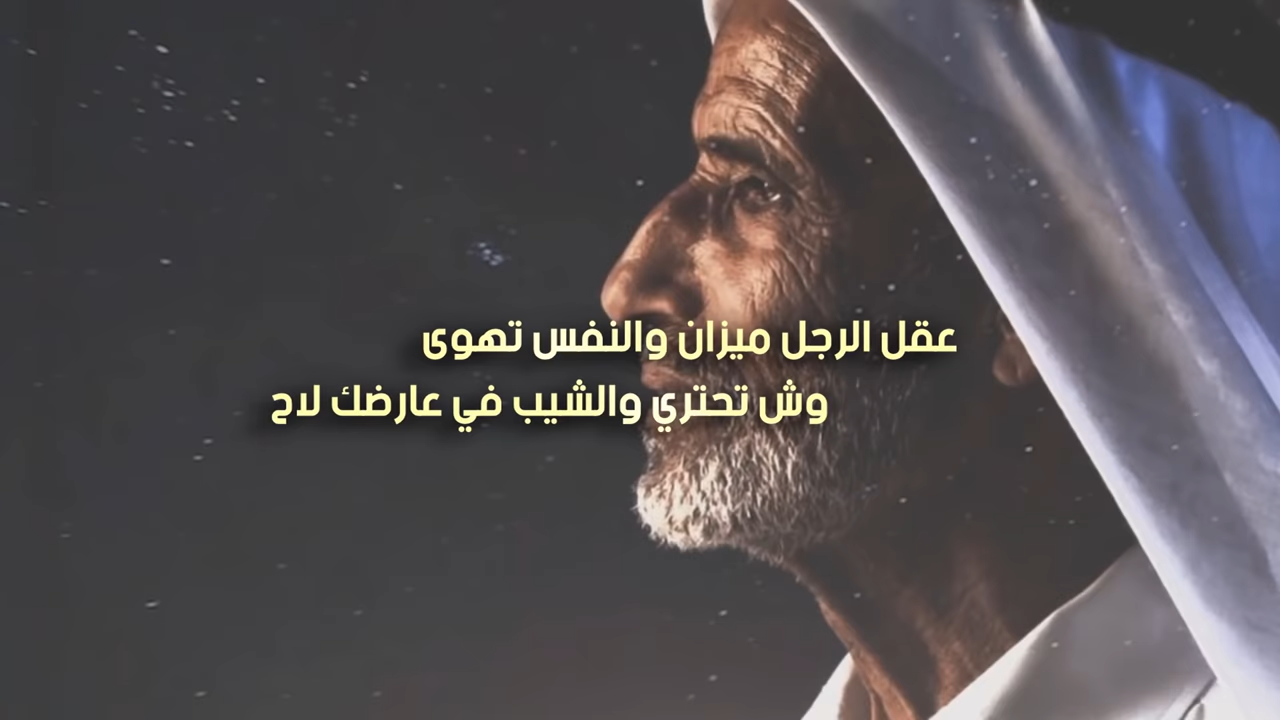 عقل الرجل ميزان والنفس تهوى
وش تحتري والشيب في عارضك لاح